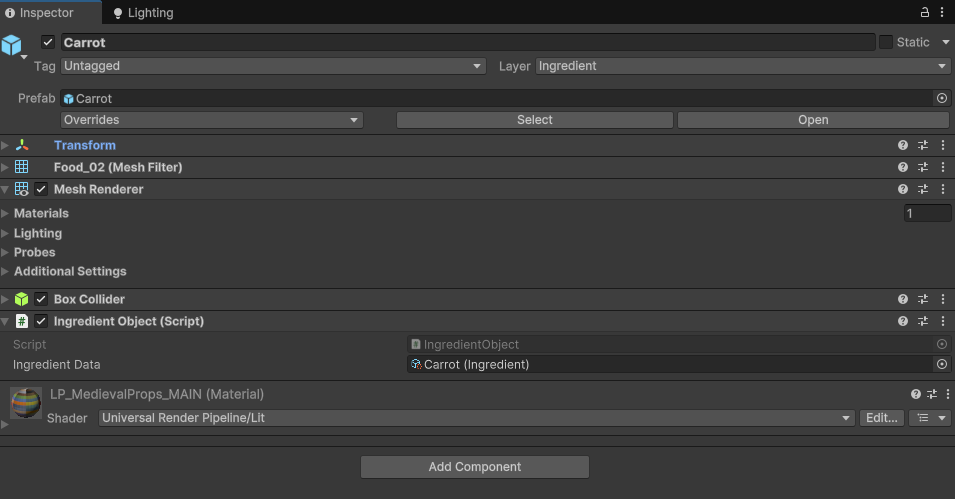 Inspector Lighting
Carrot Static
Tag Untagged Layer Ingredient
Prefab Carrot
Overrides Select Open
Transform
Food_02 (Mesh Filter)
Mesh Renderer
Materials 1
Lighting
Probes
Additional Settings
Box Collider
# Ingredient Object (Script)
Script IngredientObject
Ingredient Data Carrot (Ingredient)
LP_MedievalProps_MAIN (Material)
Shader Universal Render Pipeline/Lit Edit...
Add Component